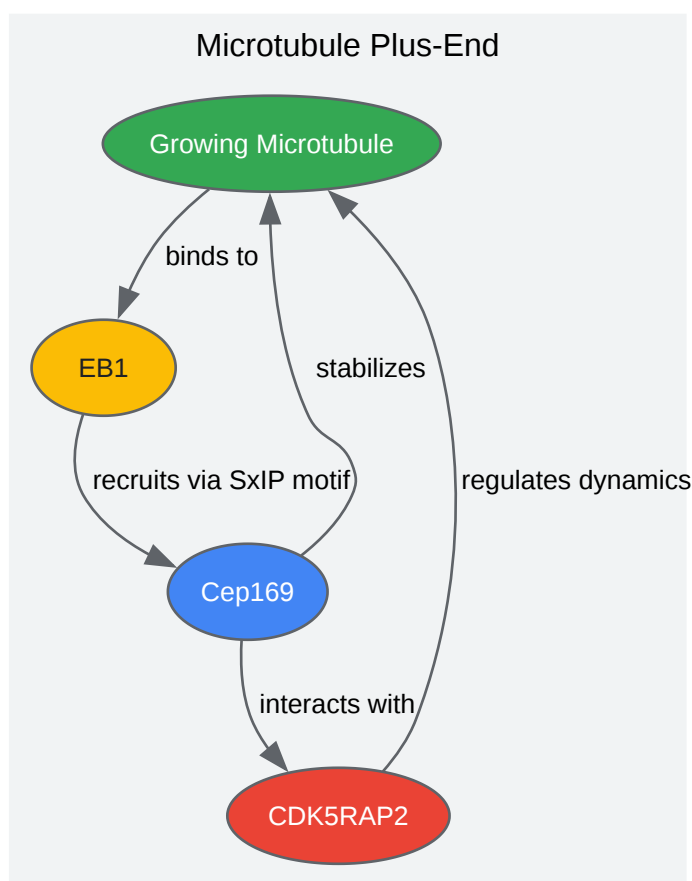 Microtubule Plus-End
Growing Microtubule
binds to
EB1
stabilizes
recruits via SxIP motif
regulates dynamics
Cep169
interacts with
CDK5RAP2